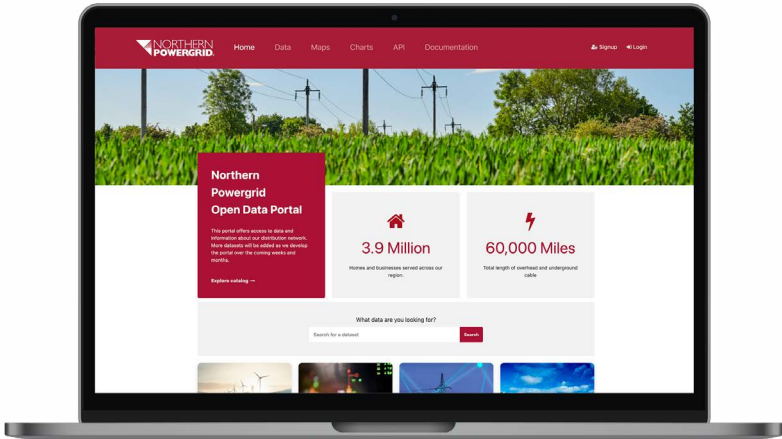 NORTHERN
POWERGRID
Home Data Maps Charts API Documentation
Signup Login
Northern
Powergrid
Open Data Portal
This portal offers access to data and
information about our distribution network.
More datasets will be added as we develop
the portal over the coming weeks and
months.
Explore catalog →
3.9 Million
Homes and businesses served across our
region.
60,000 Miles
Total length of overhead and underground
cable
What data are you looking for?
Search for a dataset
Search